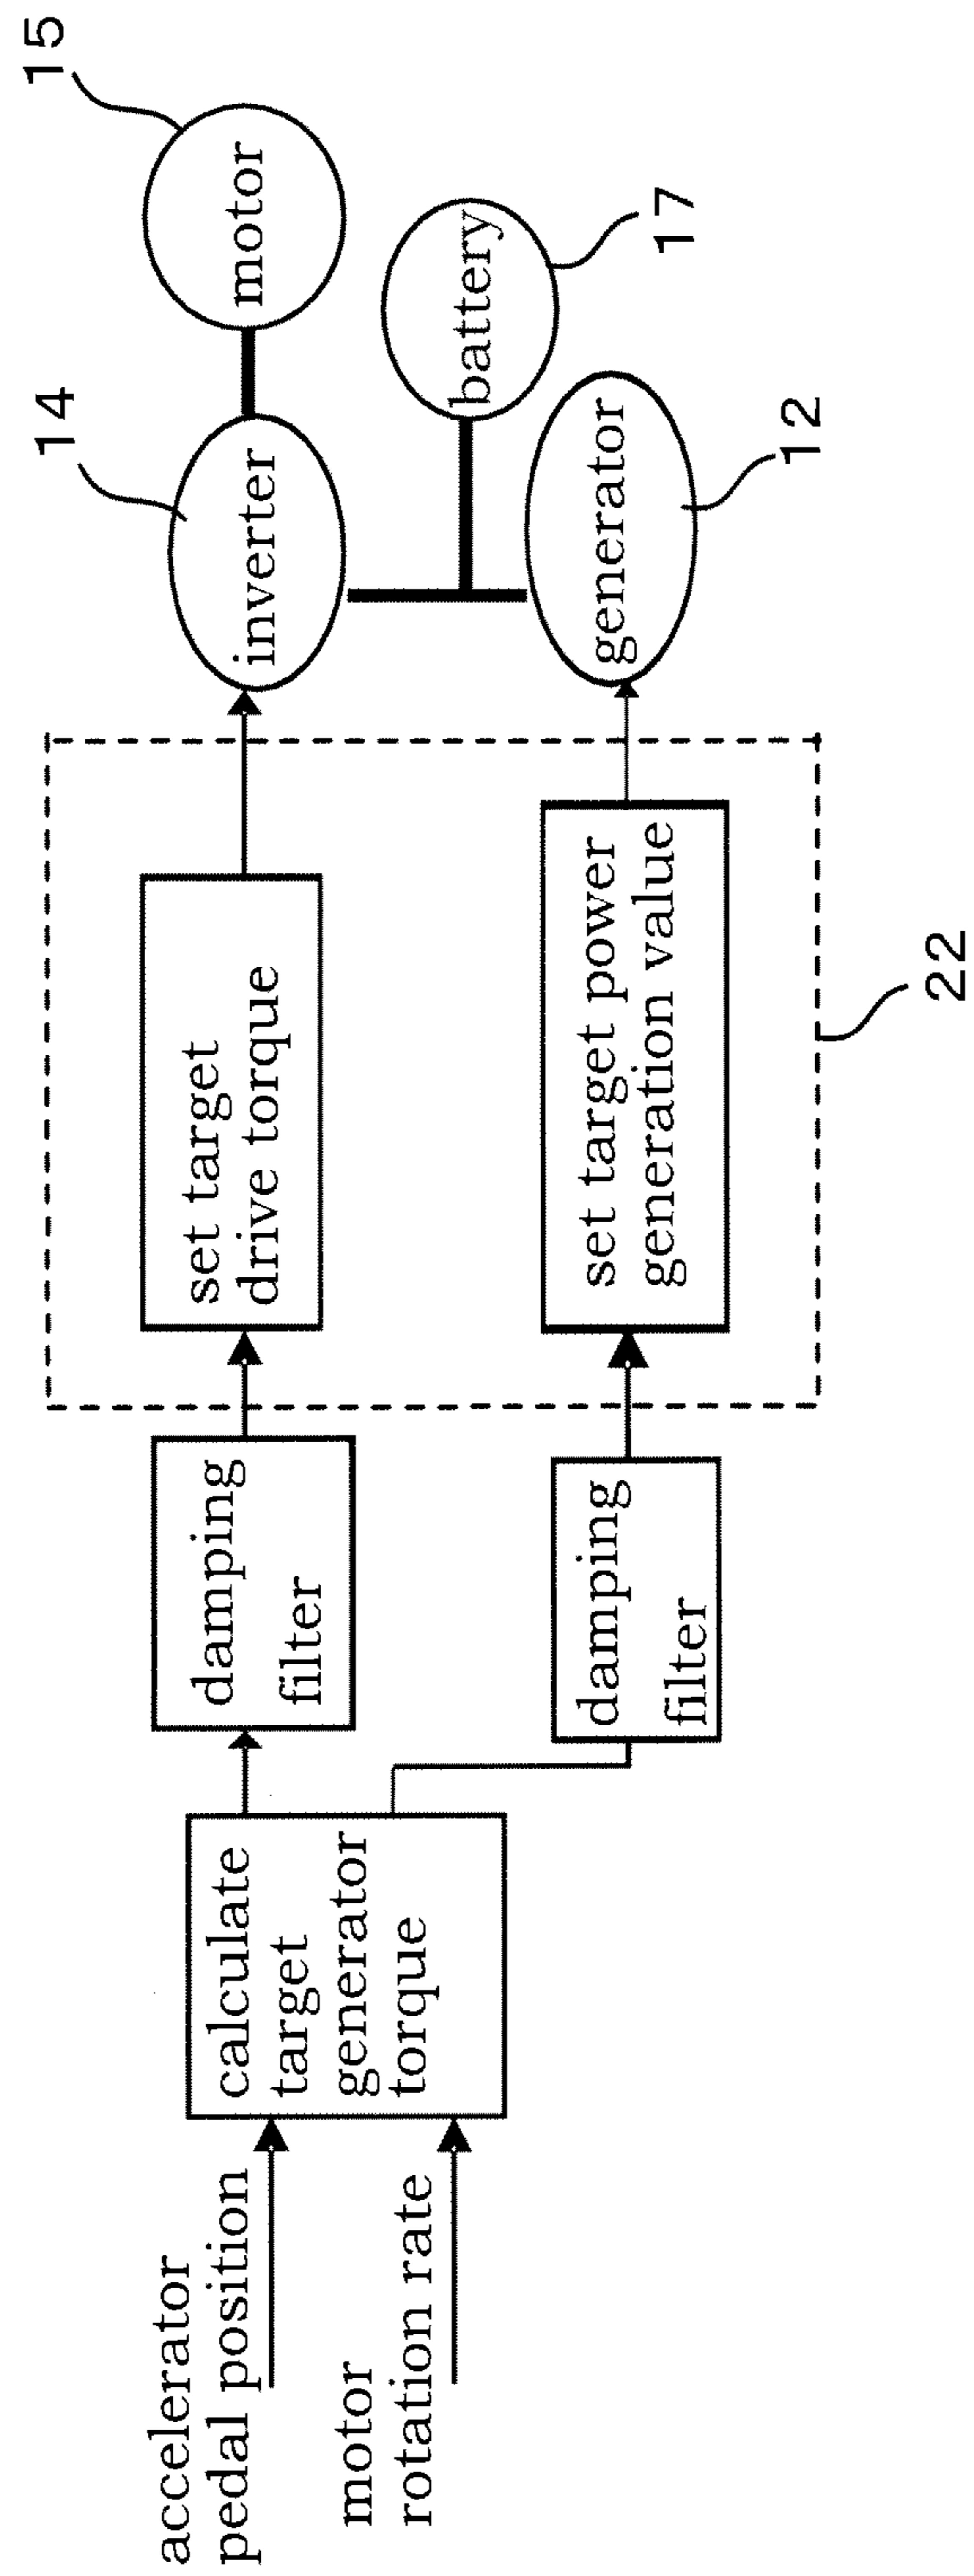 accelerator
pedal position
motor
rotation rate
calculate
target
generator
torque
damping
filter
damping
filter
set target
drive torque
set target power
generation value
22
14
inverter
15
motor
battery
17
generator
12